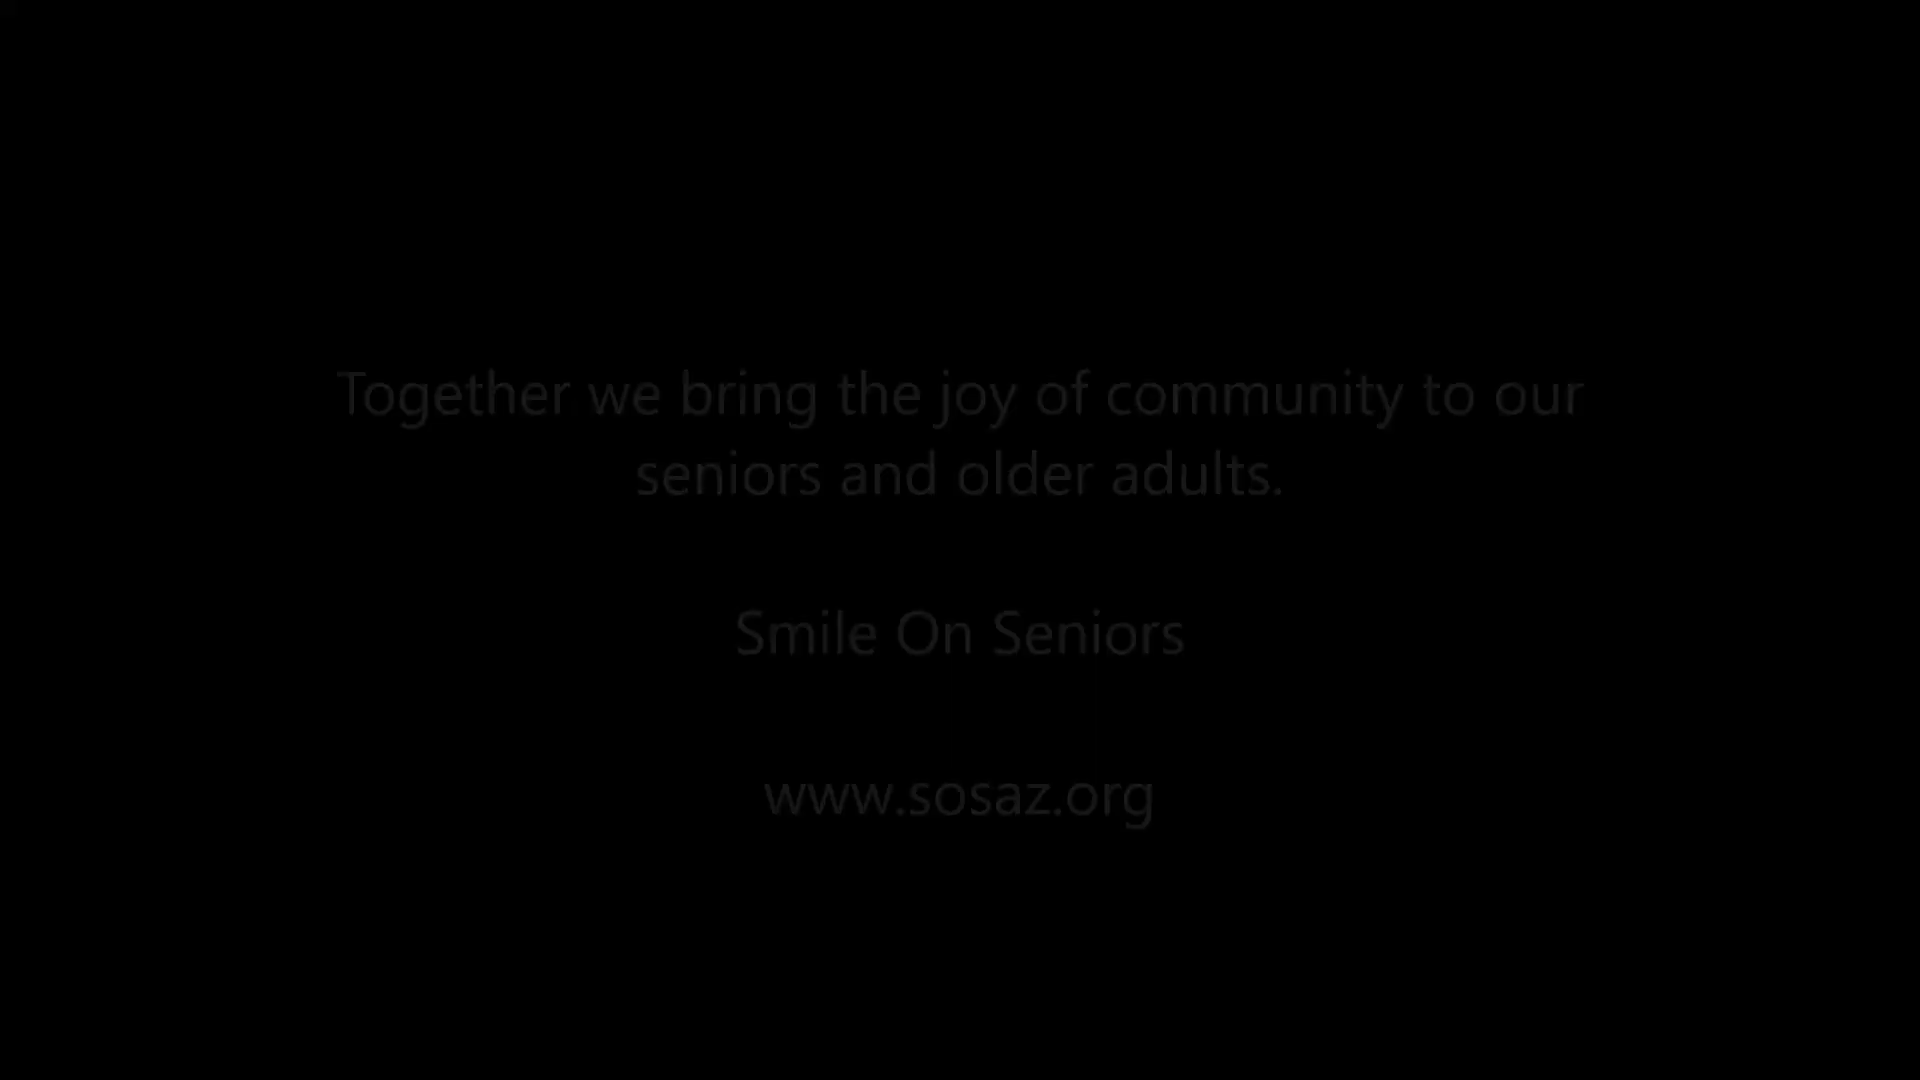 Together we bring the joy of community to our
seniors and older adults.
Smile On Seniors
www.sosaz.org